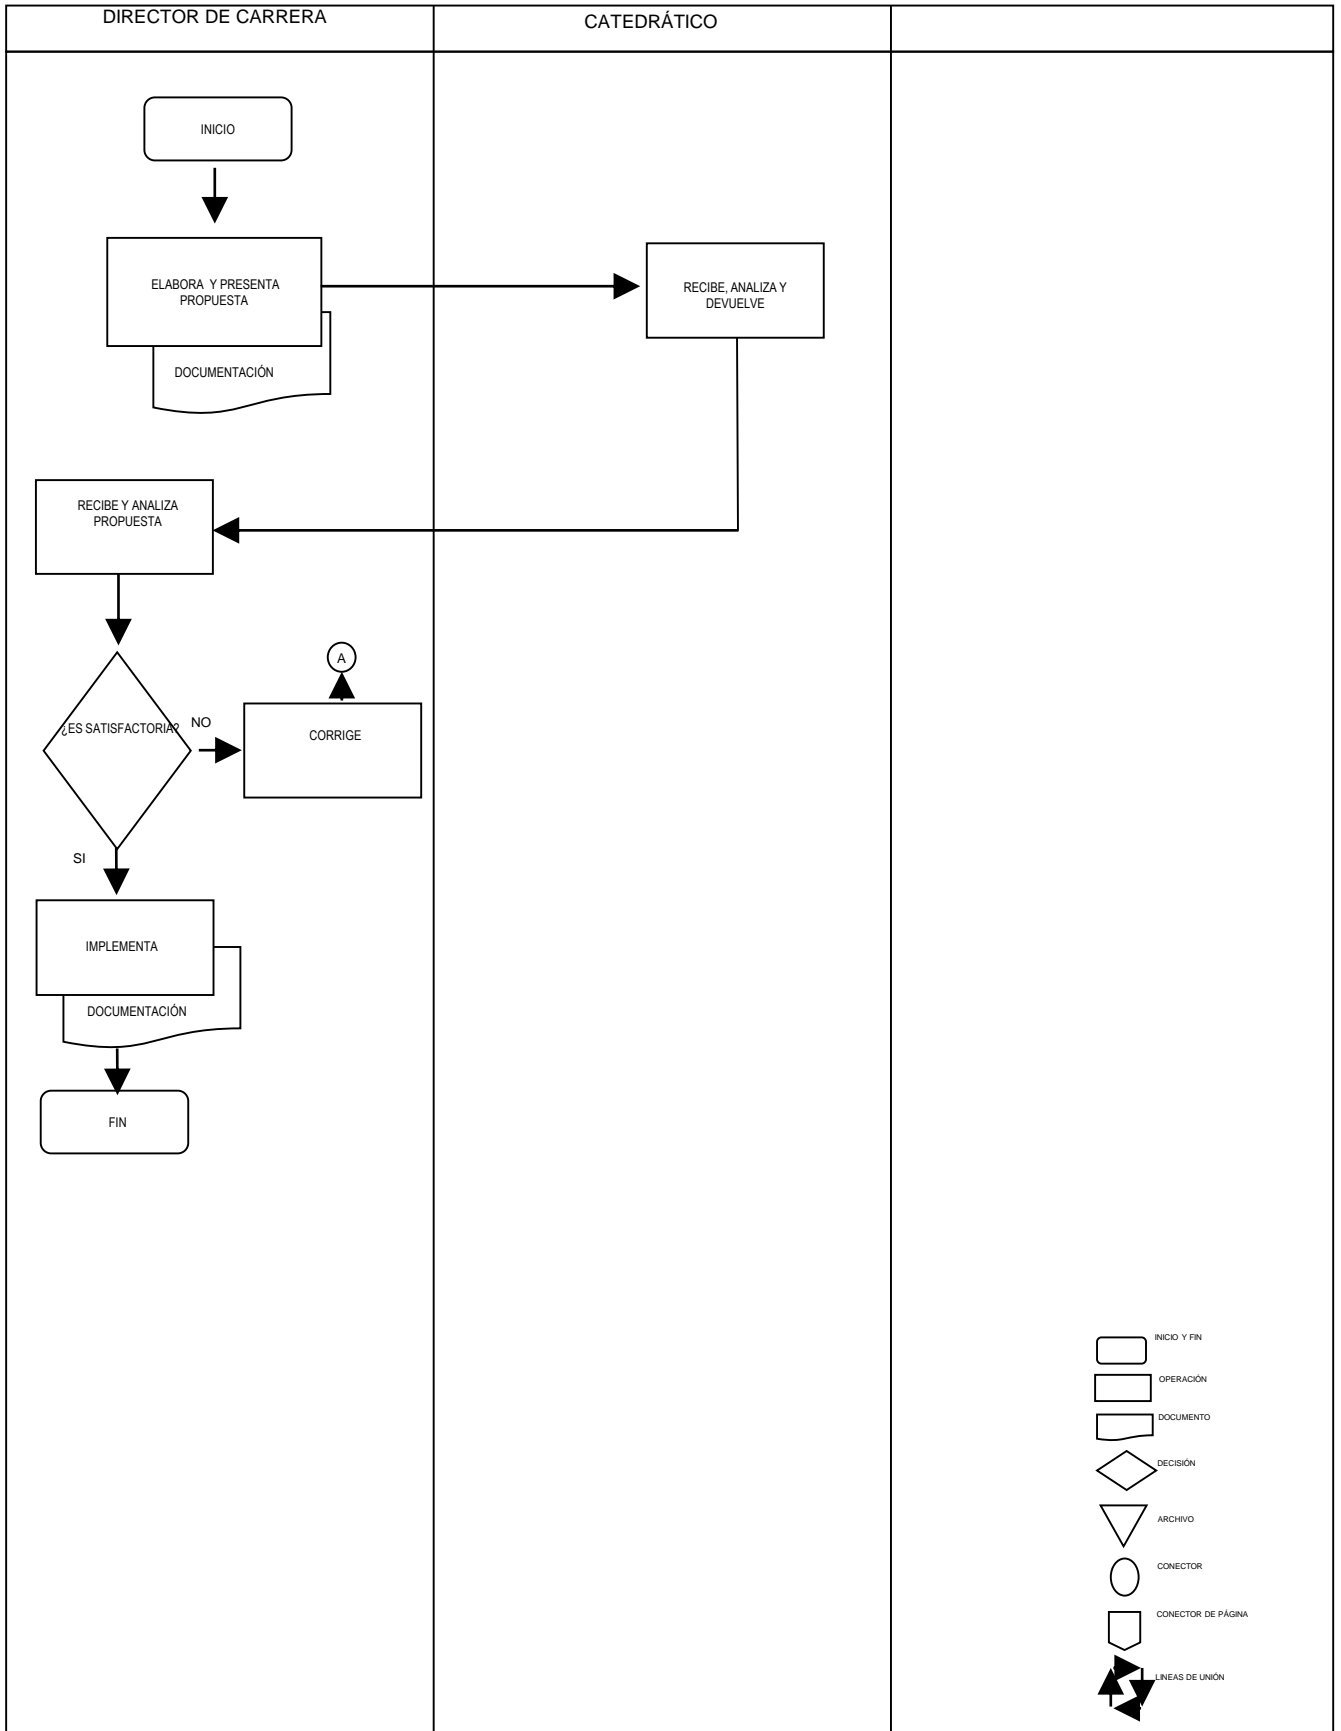 DIRECTOR DE CARRERA
CATEDRÁTICO
INICIO
ELABORA Y PRESENTA
PROPUESTA
DOCUMENTACIÓN
RECIBE, ANALIZA Y
DEVUELVE
RECIBE Y ANALIZA
PROPUESTA
¿ES SATISFACTORIA?
NO
A
CORRIGE
SI
IMPLEMENTA
DOCUMENTACIÓN
FIN
INICIO Y FIN
OPERACIÓN
DOCUMENTO
DECISIÓN
ARCHIVO
CONECTOR
CONECTOR DE PÁGINA
LINEAS DE UNIÓN